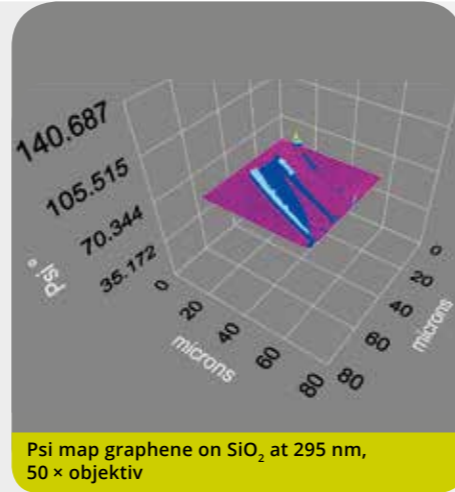 140.687
105.515
70.344
35.172
Psi °
0
20
40
60
80
microns
0
20
40
60
80
microns
Psi map graphene on SiO₂ at 295 nm,
50 × objektiv